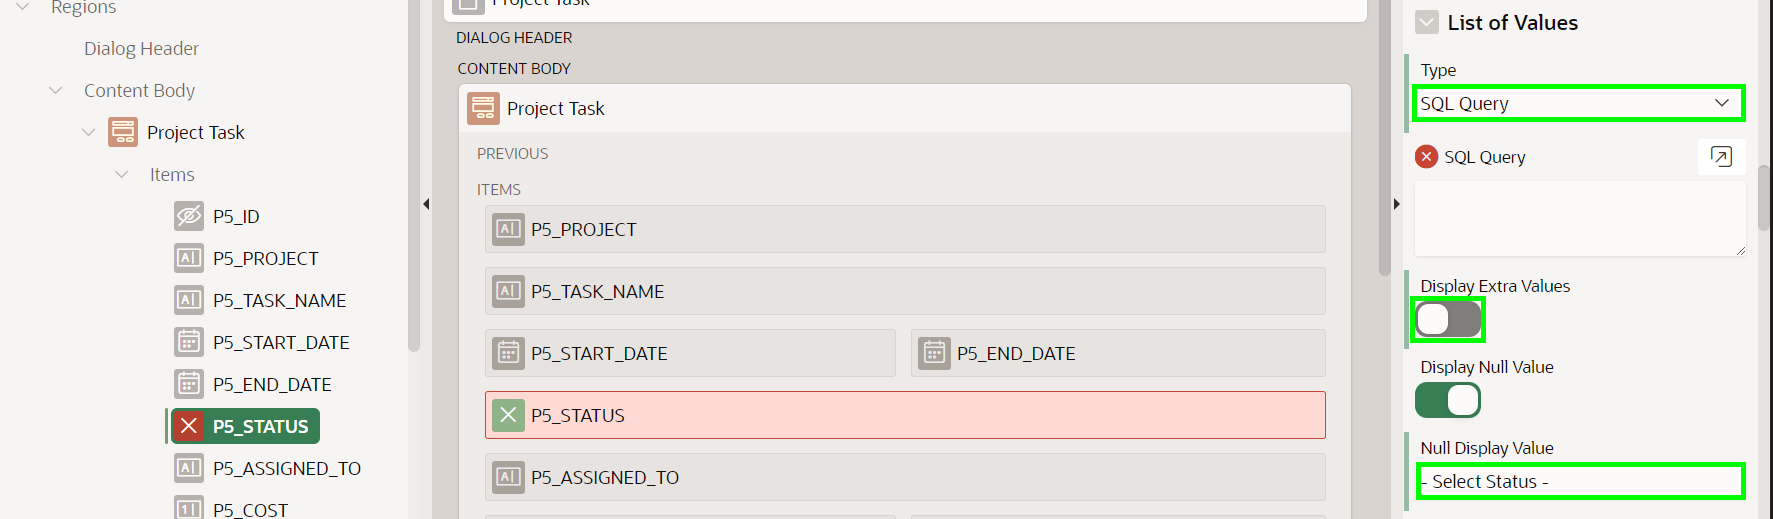 Regions
Dialog Header
Content Body
Project Task
Items
P5_ID
P5_PROJECT
P5_TASK_NAME
P5_START_DATE
P5_END_DATE
P5_STATUS
P5_ASSIGNED_TO
P5_COST
Project Task
DIALOG HEADER
CONTENT BODY
Project Task
PREVIOUS
ITEMS
P5_PROJECT
P5_TASK_NAME
P5_START_DATE
P5_END_DATE
P5_STATUS
P5_ASSIGNED_TO
List of Values
Type
SQL Query
SQL Query
Display Extra Values
Display Null Value
Null Display Value
- Select Status -